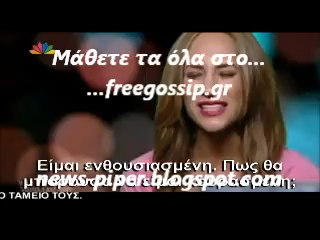 Μάθετε τα όλα στο...
...freegossip.gr
Είμαι ενθουσιασμένη. Πως θα
news-piper.blogspot.com
Ο ΤΑΜΕΙΟ ΤΟΥΣ.